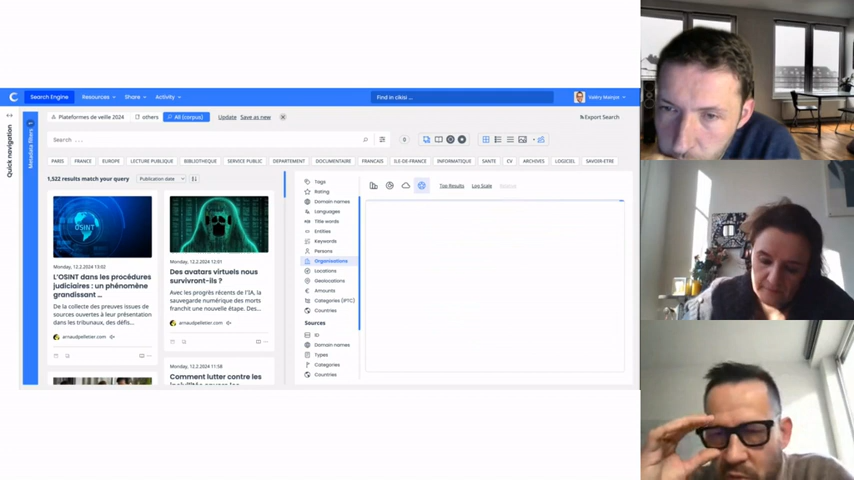 Search Engine
Resources
Share
Activity
Find in cikisi ...
Valéry Manjos
Plateformes de veille 2024
others
All (corpus)
Update
Save as new
Export Search
Quick navigation
Metadata filters
Search ...
0
PARIS
FRANCE
EUROPE
LECTURE PUBLIQUE
BIBLIOTHEQUE
SERVICE PUBLIC
DEPARTEMENT
DOCUMENTAIRE
FRANCAIS
ILE-DE-FRANCE
INFORMATIQUE
SANTE
CV
ARCHIVES
LOGICIEL
SAVOIR-ETRE
1,522 results match your query
Publication date
OSINT
Monday, 12.2.2024 13:02
L'OSINT dans les procédures
judiciaires : un phénomène
grandissant ...
De la collecte des preuves issues de
sources ouvertes à leur présentation
dans les tribunaux, des défis...
arnaudpelletier.com
Monday, 12.2.2024 12:01
Des avatars virtuels nous
survivront-ils ?
Avec les progrès récents de l'IA, la
sauvegarde numérique des morts
franchit une nouvelle étape. Des...
arnaudpelletier.com
Monday, 12.2.2024 11:58
Comment lutter contre les
Tags
Rating
Domain names
Languages
Title words
Entities
Keywords
Persons
Organisations
Locations
Geolocations
Amounts
Categories (IPTC)
Countries
Sources
ID
Domain names
Types
Categories
Countries
Top Results
Log Scale